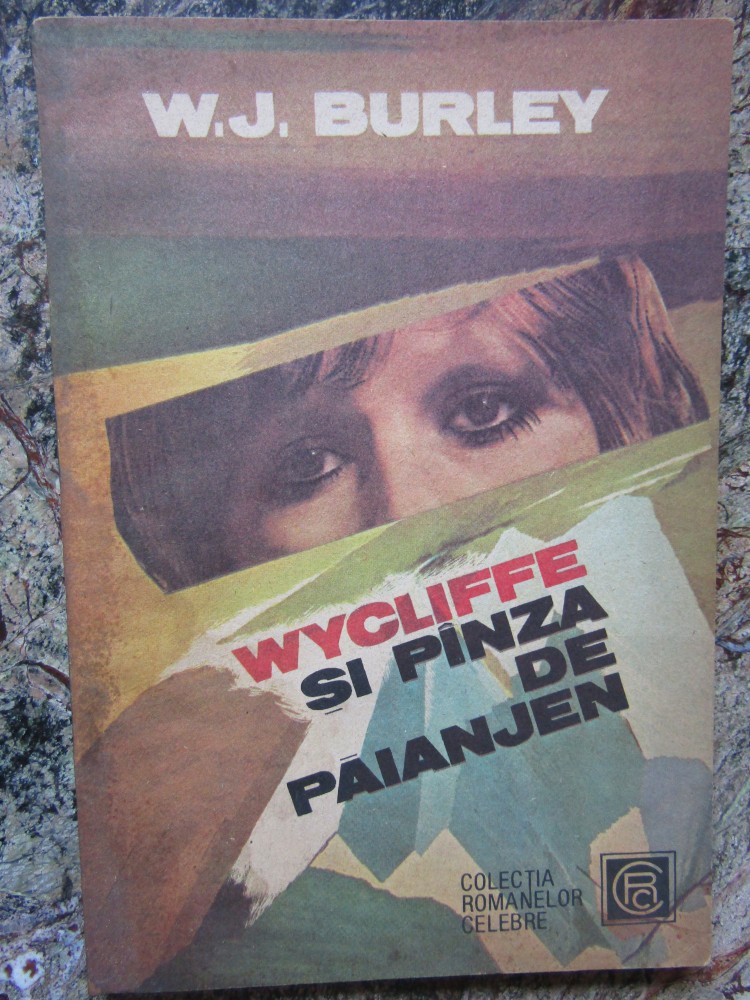 W.J. BURLEY
WYCLIFFE
ȘI PÎNZA
DE
PĂIANJEN
COLECȚIA
ROMANELOR
CELEBRE